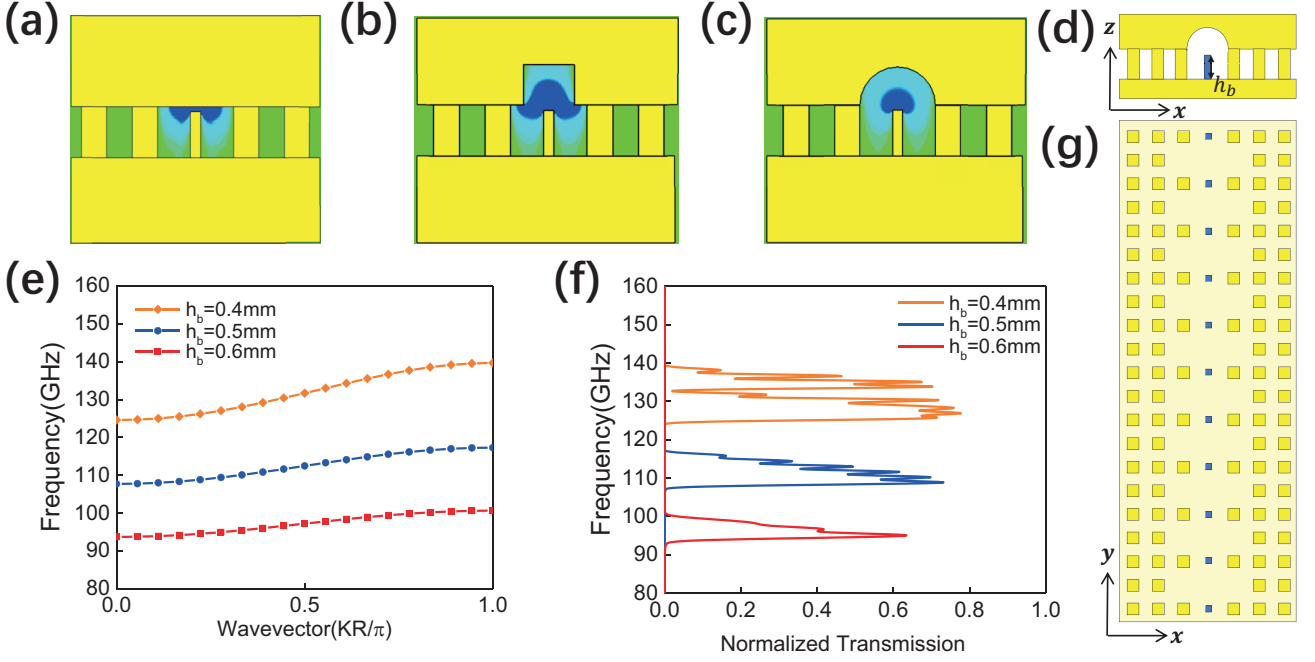 (a)
(b)
(c)
(d)
z
h_b
x
(g)
(e)
160
150
140
130
120
110
100
90
80
Frequency(GHz)
h_b=0.4mm
h_b=0.5mm
h_b=0.6mm
0.0
0.5
1.0
Wavevector(KR/π)
(f)
160
150
140
130
120
110
100
90
80
Frequency(GHz)
h_b=0.4mm
h_b=0.5mm
h_b=0.6mm
0.0
0.2
0.4
0.6
0.8
1.0
Normalized Transmission
y
x